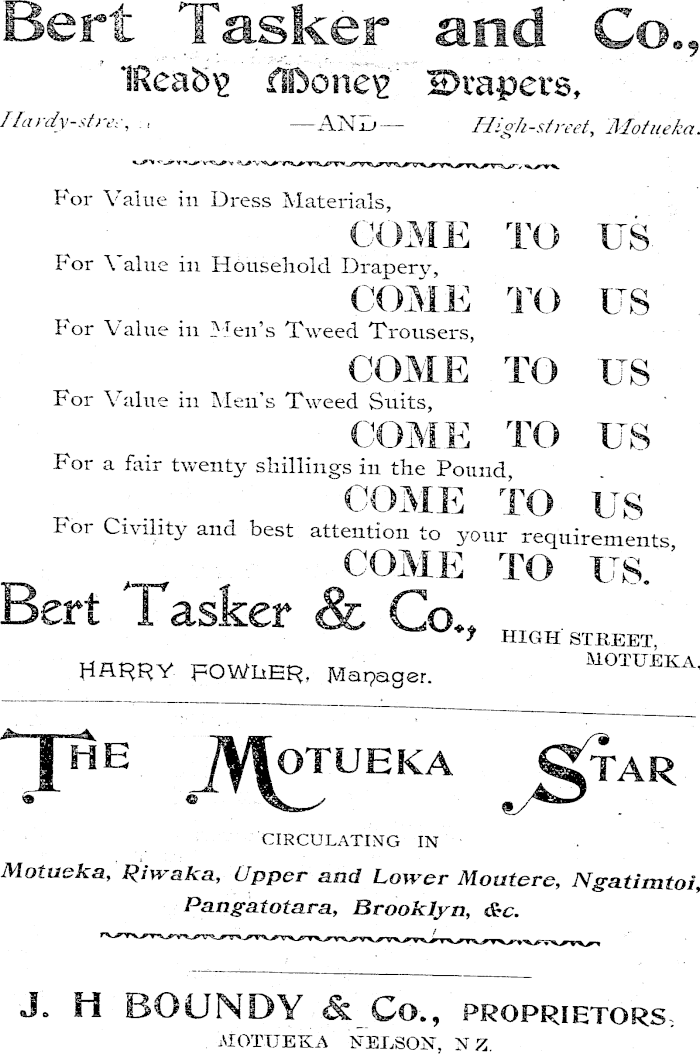 Bert Tasker and Co.,
Ready Money Drapers,
—AND— High-street, Motueka.
For Value in Dress Materials,
COME TO US
For Value in Household Drapery,
COME TO US
For Value in Men's Tweed Trousers,
COME TO US
For Value in Men's Tweed Suits,
COME TO US
For a fair twenty shillings in the Pound,
COME TO US
For Civility and best attention to your requirements,
COME TO US.
Bert Tasker & Co., HIGH STREET,
MOTUEKA,
HARRY FOWLER, Manager.
THE MOTUEKA STAR
CIRCULATING IN
Motueka, Riwaka, Upper and Lower Moutere, Ngatimtoi,
Pangatotara, Brooklyn, &c.
J. H BOUNDY & Co., PROPRIETORS.
MOTUEKA NELSON, N Z.